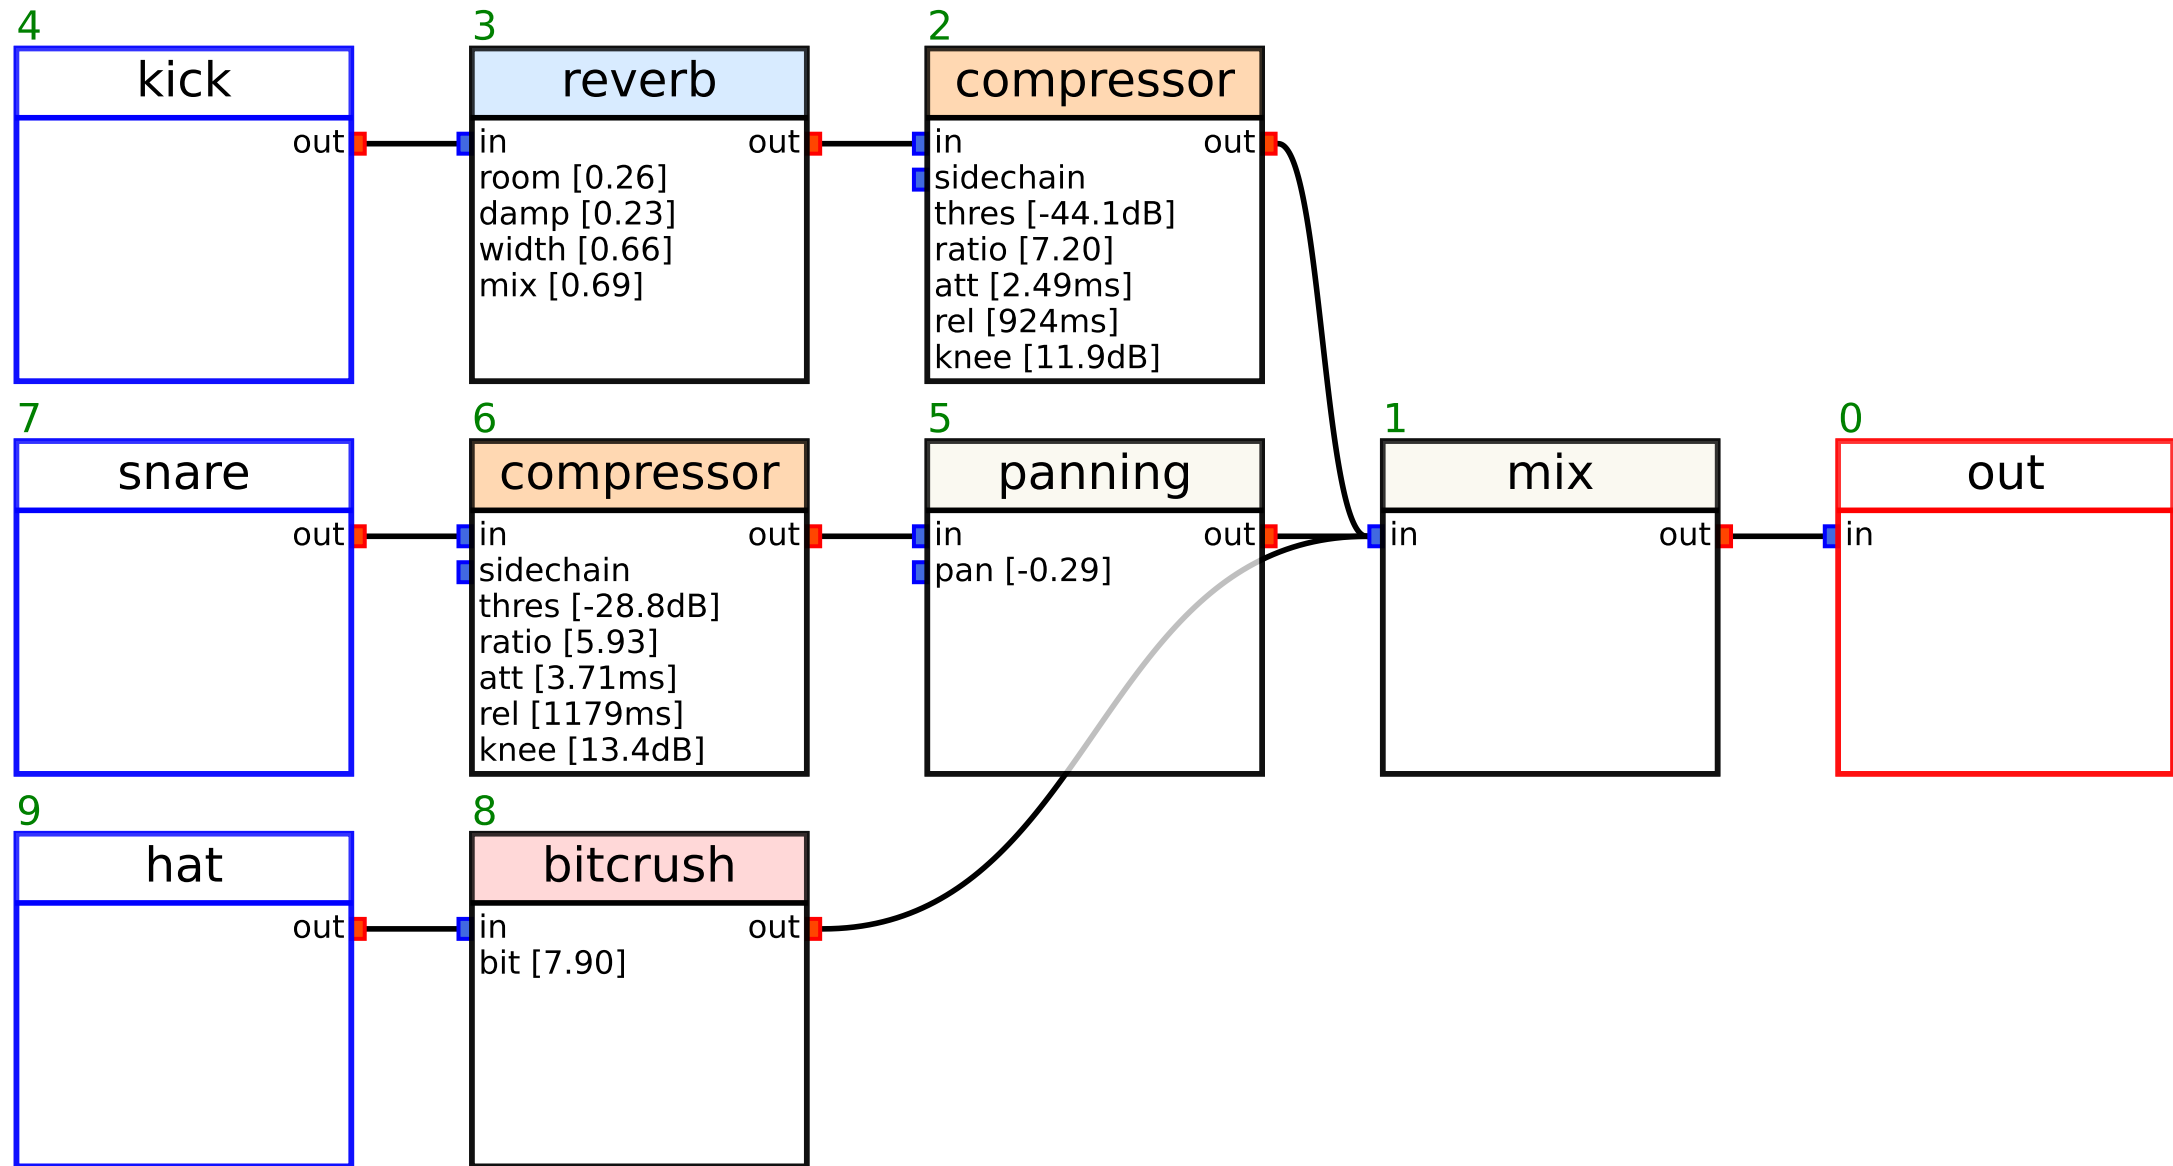 4
kick
out
3
reverb
in
out
room [0.26]
damp [0.23]
width [0.66]
mix [0.69]
2
compressor
in
out
sidechain
thres [-44.1dB]
ratio [7.20]
att [2.49ms]
rel [924ms]
knee [11.9dB]
7
snare
out
6
compressor
in
out
sidechain
thres [-28.8dB]
ratio [5.93]
att [3.71ms]
rel [1179ms]
knee [13.4dB]
5
panning
in
out
pan [-0.29]
1
mix
in
out
0
out
in
9
hat
out
8
bitcrush
in
out
bit [7.90]